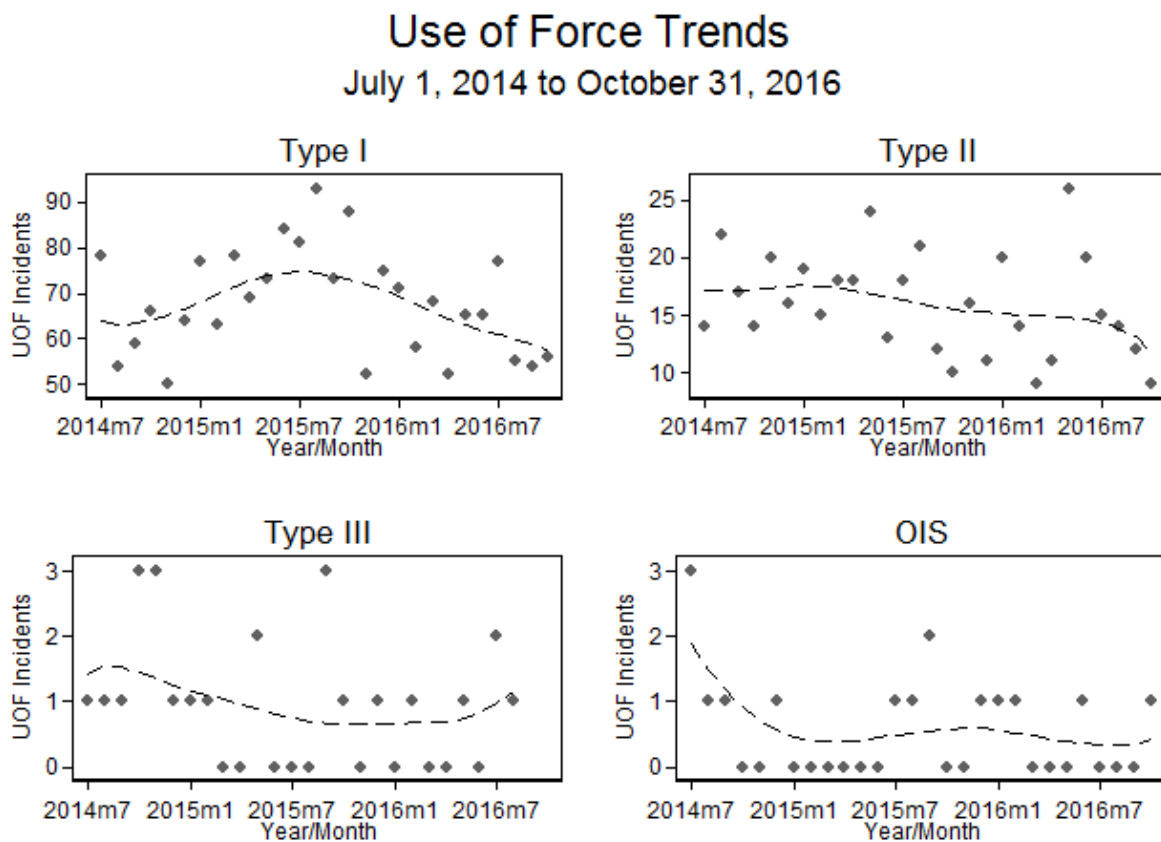 Use of Force Trends
July 1, 2014 to October 31, 2016
Type I
UOF Incidents
90
80
70
60
50
2014m7 2015m1 2015m7 2016m1 2016m7
Year/Month
Type II
UOF Incidents
25
20
15
10
2014m7 2015m1 2015m7 2016m1 2016m7
Year/Month
Type III
UOF Incidents
3
2
1
0
2014m7 2015m1 2015m7 2016m1 2016m7
Year/Month
OIS
UOF Incidents
3
2
1
0
2014m7 2015m1 2015m7 2016m1 2016m7
Year/Month